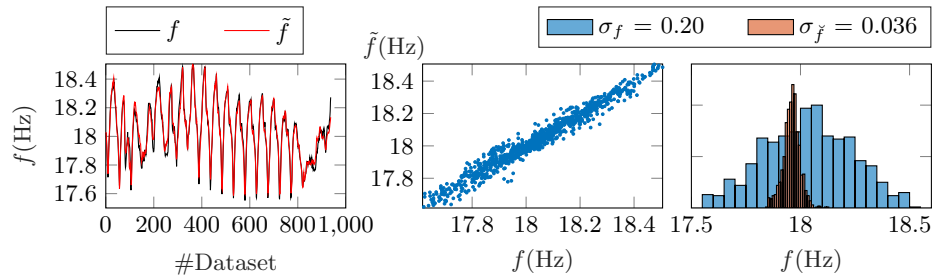 f f̃
σ_f = 0.20 σ_f̌ = 0.036
f̃(Hz)
18.4
18.2
18
17.8
17.6
f(Hz)
0 200 400 600 800 1,000
#Dataset
18.4
18.2
18
17.8
17.8 18 18.2 18.4
f(Hz)
17.5 18 18.5
f(Hz)